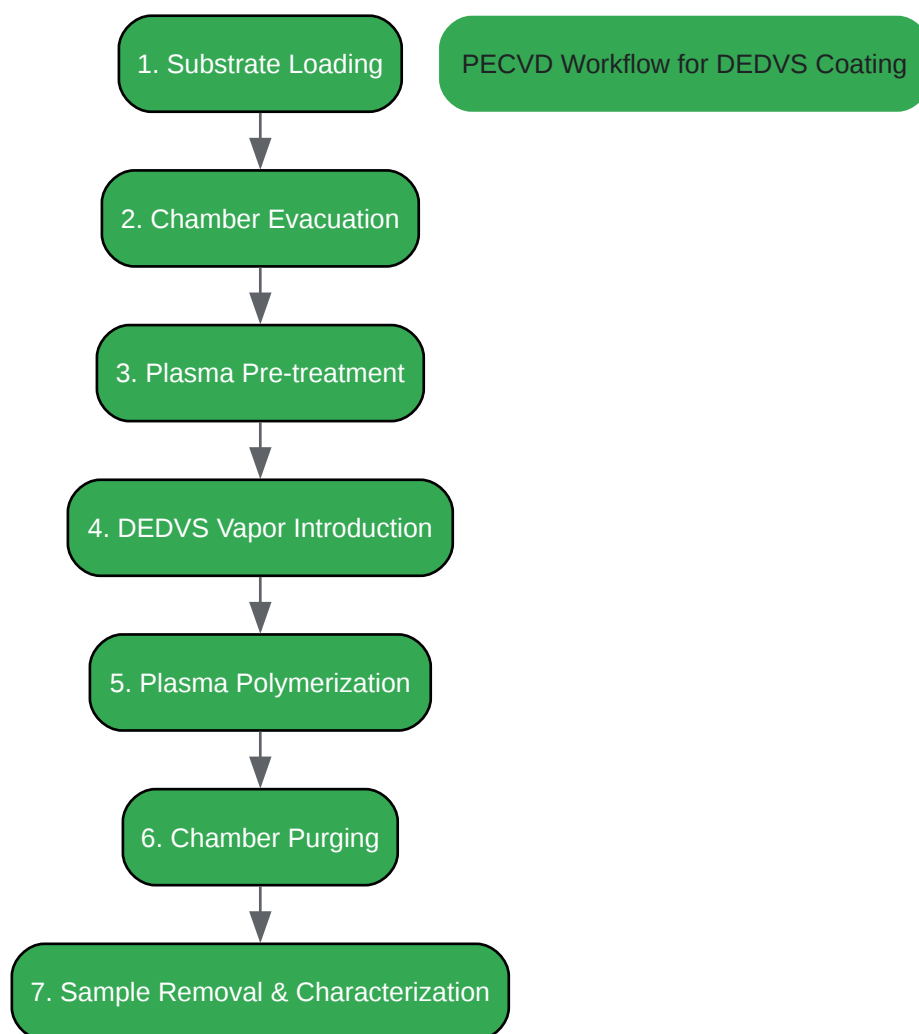 1. Substrate Loading
PECVD Workflow for DEDVS Coating
2. Chamber Evacuation
3. Plasma Pre-treatment
4. DEDVS Vapor Introduction
5. Plasma Polymerization
6. Chamber Purging
7. Sample Removal & Characterization